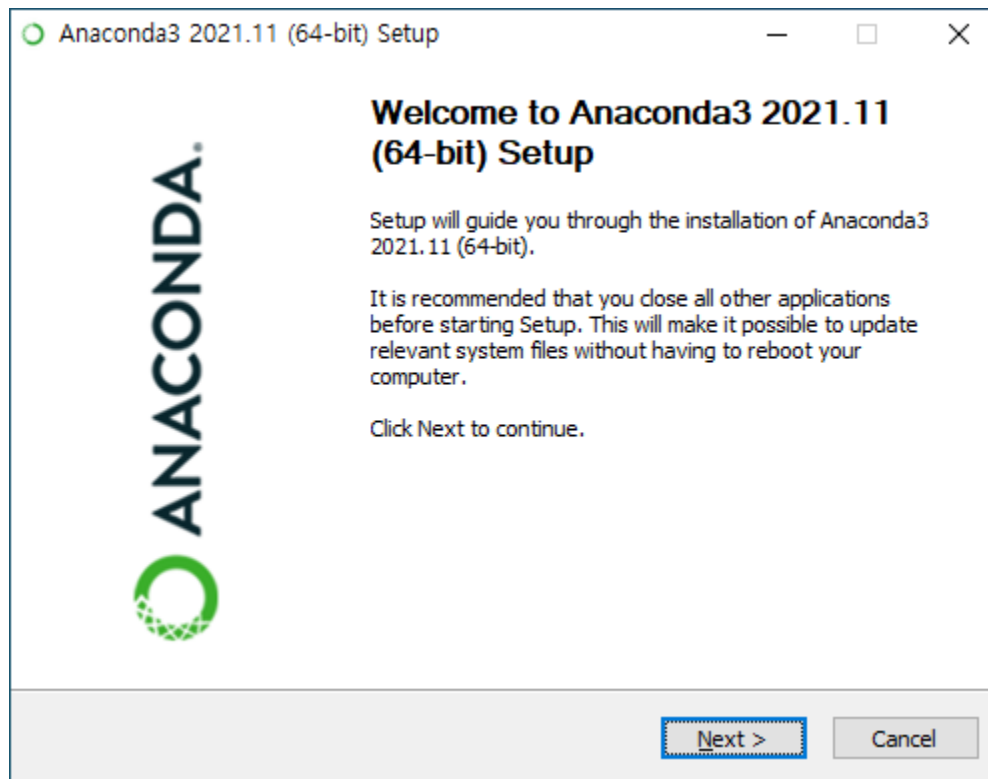 Anaconda3 2021.11 (64-bit) Setup
Welcome to Anaconda3 2021.11
(64-bit) Setup
Setup will guide you through the installation of Anaconda3
2021.11 (64-bit).
It is recommended that you close all other applications
before starting Setup. This will make it possible to update
relevant system files without having to reboot your
computer.
Click Next to continue.
ANACONDA.
Next >
Cancel